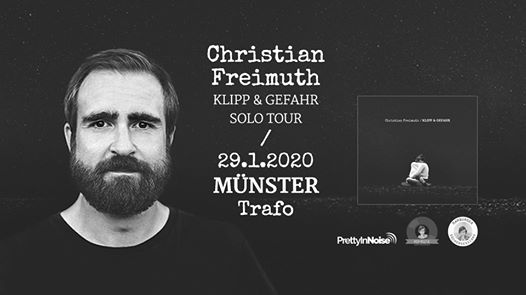 Christian
Freimuth
KLIPP & GEFAHR
SOLO TOUR
/
29.1.2020
MÜNSTER
Trafo
Christian Freimuth / KLIPP & GEFAHR
PrettyInNoise